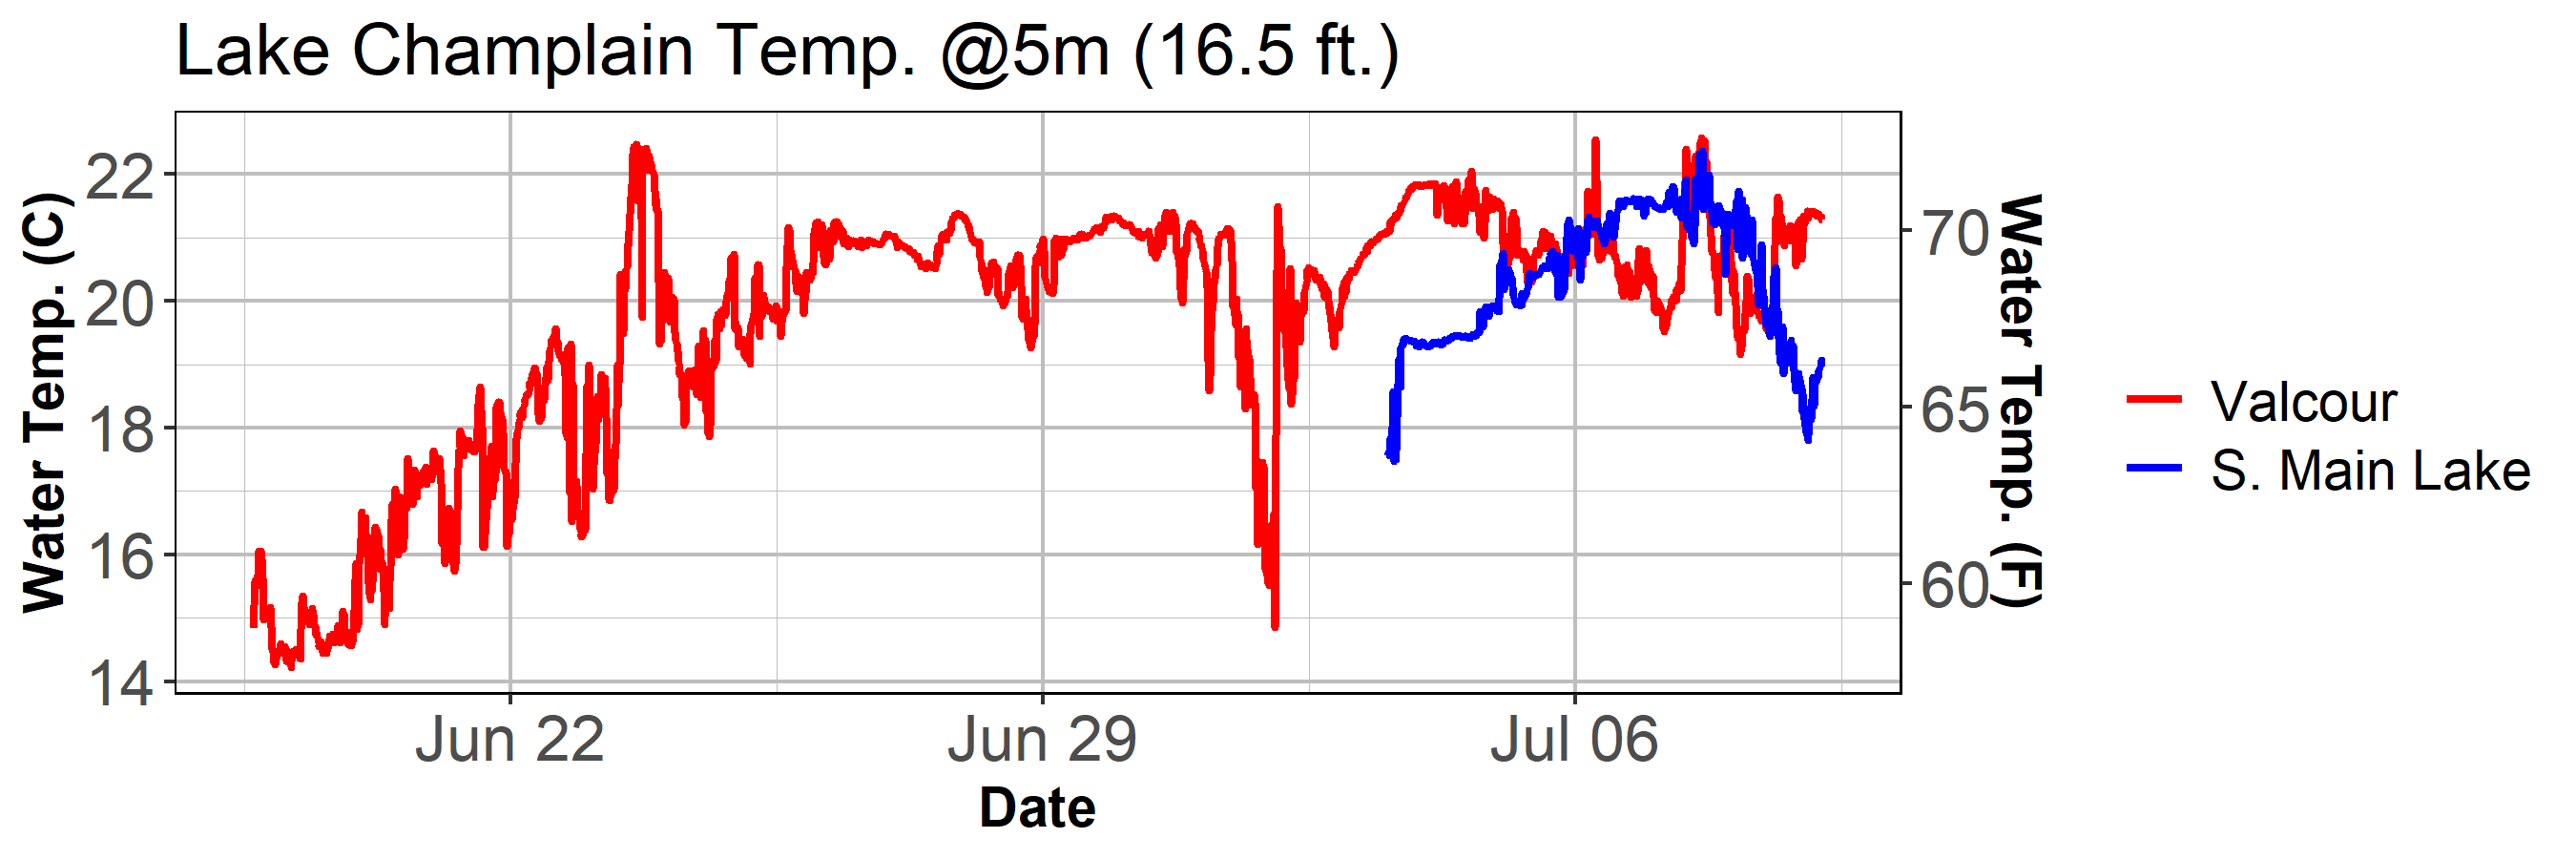 Lake Champlain Temp. @5m (16.5 ft.)
Water Temp. (C)
22
20
18
16
14
70
65
60
Water Temp. (F)
Jun 22
Jun 29
Jul 06
Date
Valcour
S. Main Lake